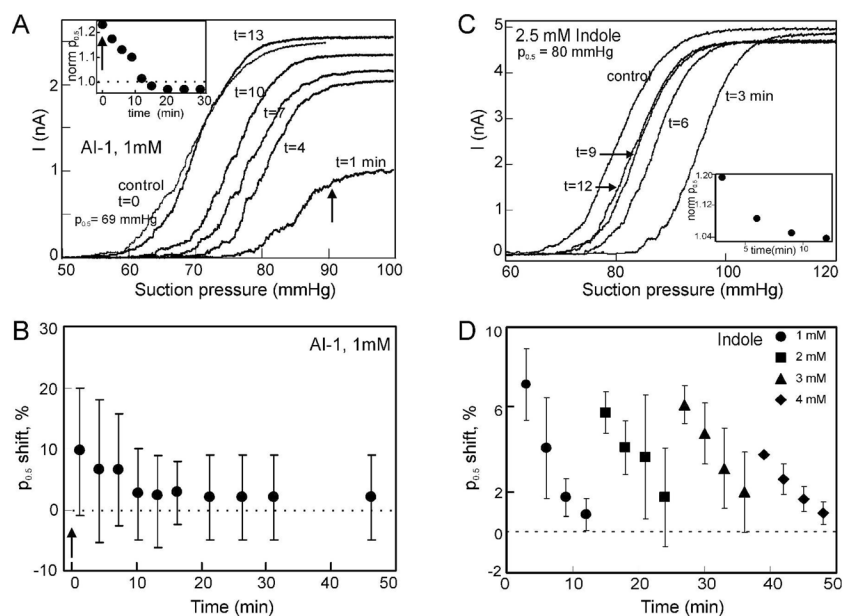 A
norm p0.5
1.2
1.1
1.0
0 10 20 30
time (min)
t=13
t=10
t=7
t=4
t=1 min
AI-1, 1mM
control
t=0
p0.5= 69 mmHg
I (nA)
2
1
0
50 60 70 80 90 100
Suction pressure (mmHg)
C
2.5 mM Indole
p0.5 = 80 mmHg
control
t=3 min
t=6
t=9
t=12
norm p0.5
1.20
1.12
1.04
5 time(min) 10
I (nA)
5
4
3
2
1
0
60 80 100 120
Suction pressure (mmHg)
B
AI-1, 1mM
p0.5 shift, %
30
20
10
0
-10
0 10 20 30 40 50
Time (min)
D
Indole
1 mM
2 mM
3 mM
4 mM
p0.5 shift, %
10
6
2
0
-2
0 10 20 30 40 50
Time (min)